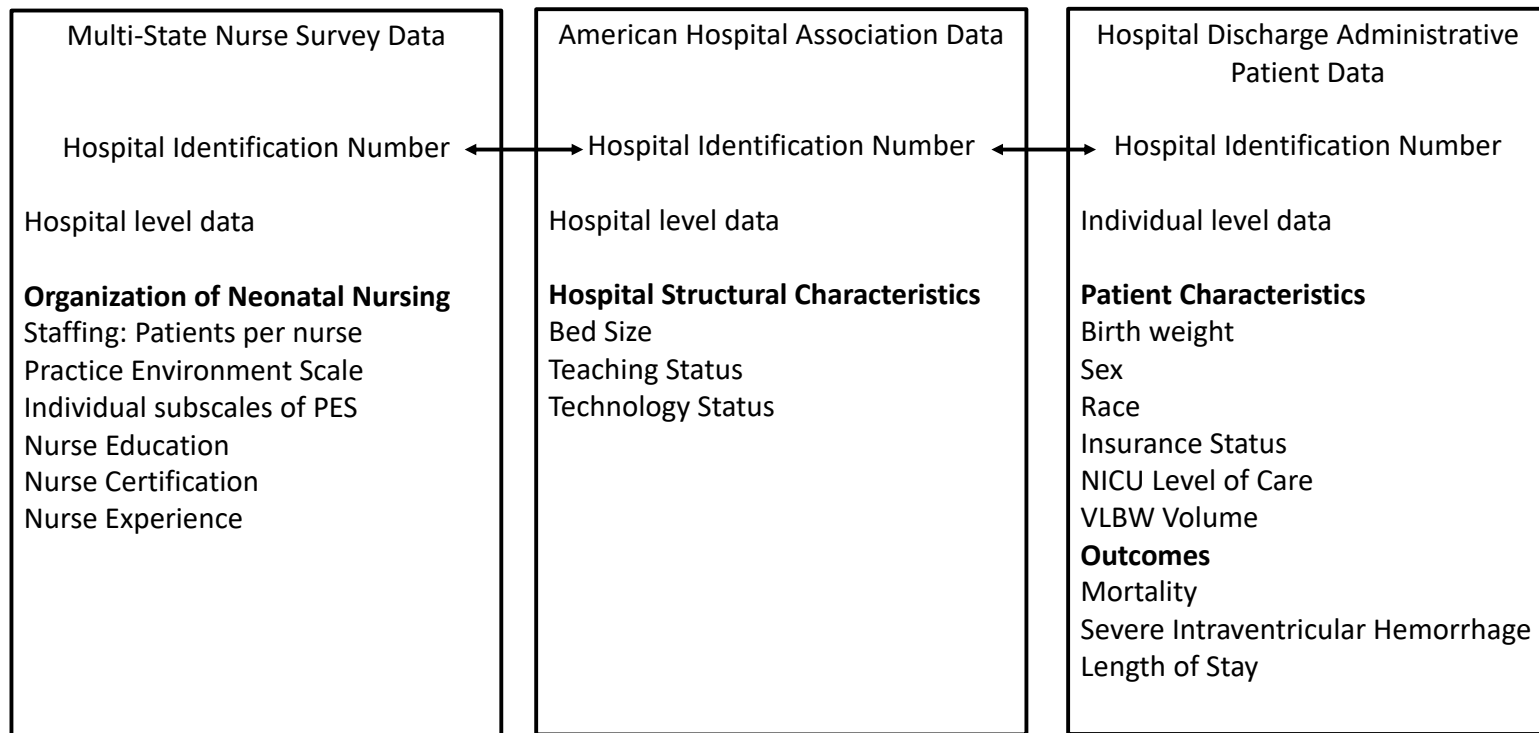 Multi-State Nurse Survey Data
Hospital Identification Number
Hospital level data
Organization of Neonatal Nursing
Staffing: Patients per nurse
Practice Environment Scale
Individual subscales of PES
Nurse Education
Nurse Certification
Nurse Experience
American Hospital Association Data
Hospital Identification Number
Hospital level data
Hospital Structural Characteristics
Bed Size
Teaching Status
Technology Status
Hospital Discharge Administrative
Patient Data
Hospital Identification Number
Individual level data
Patient Characteristics
Birth weight
Sex
Race
Insurance Status
NICU Level of Care
VLBW Volume
Outcomes
Mortality
Severe Intraventricular Hemorrhage
Length of Stay